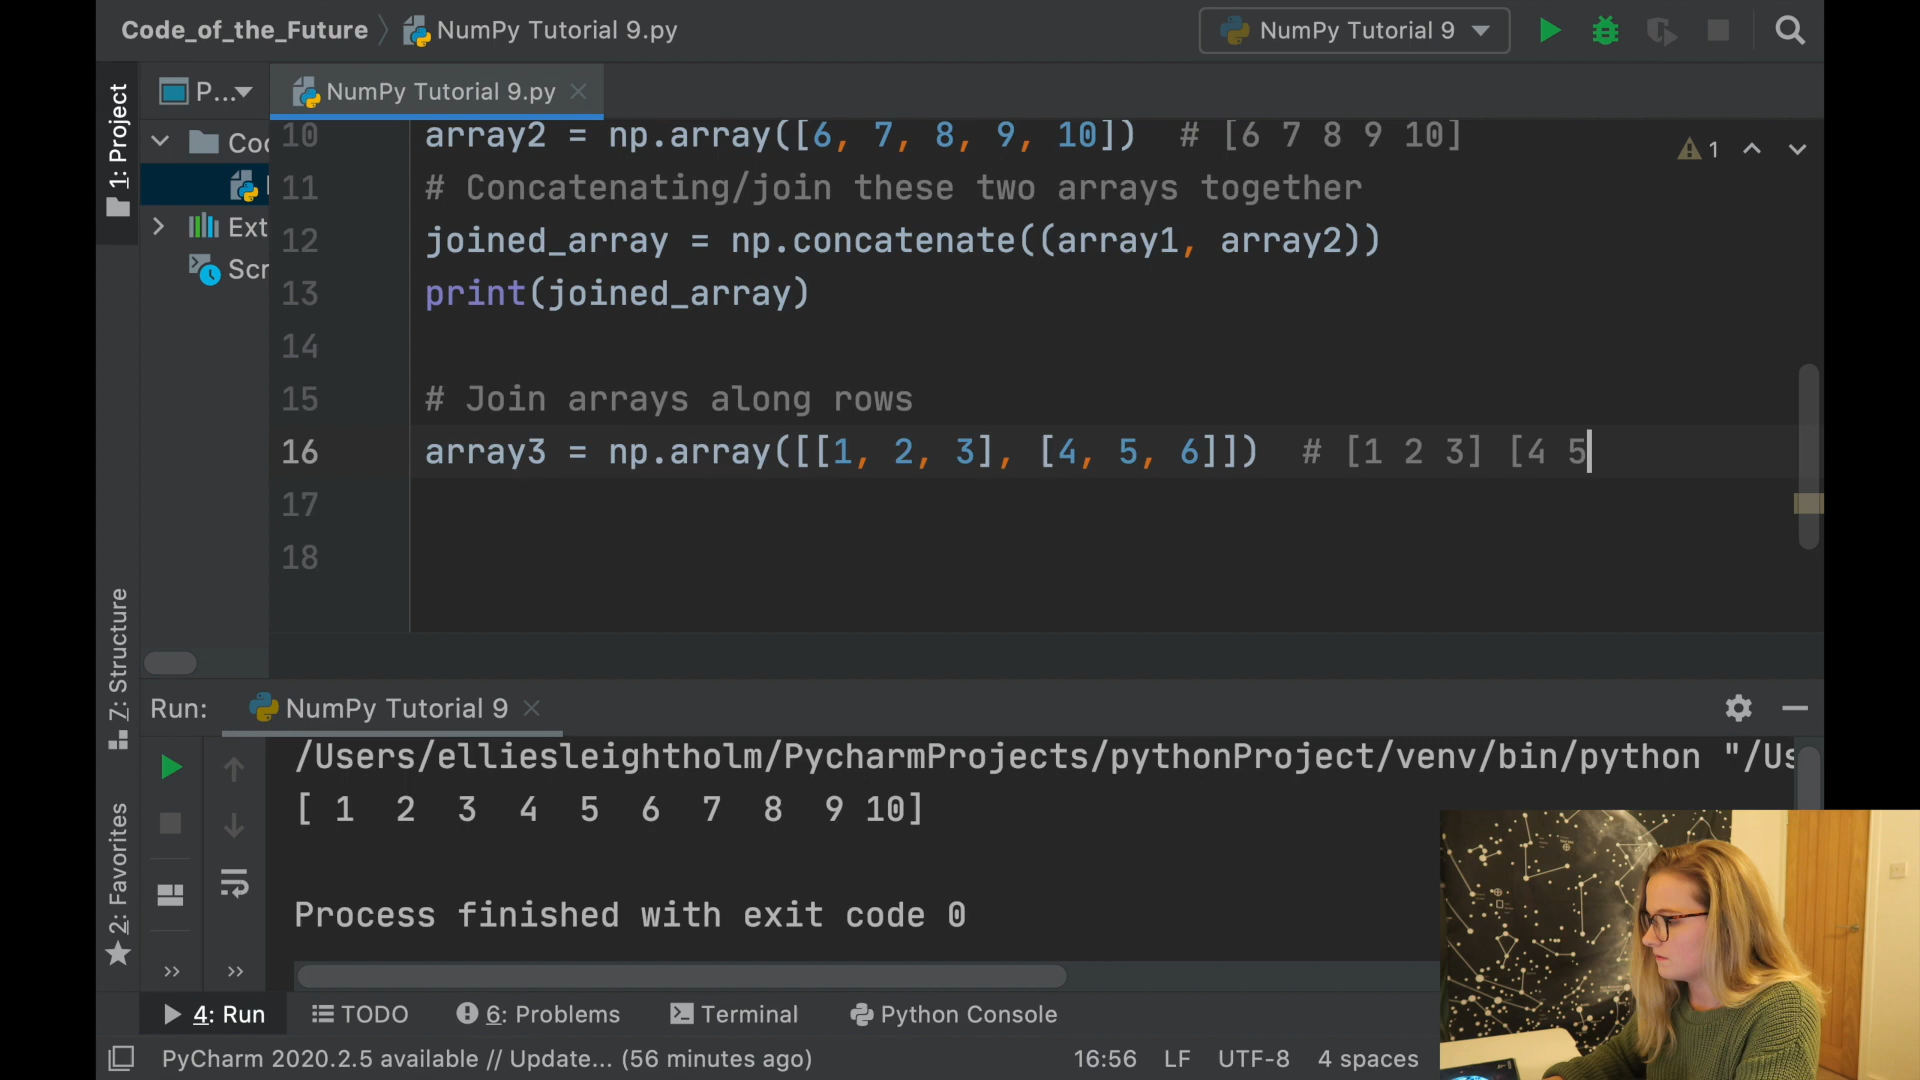 Code_of_the_Future
NumPy Tutorial 9.py
NumPy Tutorial 9
P...
NumPy Tutorial 9.py
1: Project
Ext
Scr
10 array2 = np.array([6, 7, 8, 9, 10])  # [6 7 8 9 10]
1
11 # Concatenating/join these two arrays together
12 joined_array = np.concatenate((array1, array2))
13 print(joined_array)
14
15 # Join arrays along rows
16 array3 = np.array([[1, 2, 3], [4, 5, 6]])  # [1 2 3] [4 5
17
18
Z: Structure
2: Favorites
Run: NumPy Tutorial 9
/Users/elliesleightholm/PycharmProjects/pythonProject/venv/bin/python "/Us
[ 1  2  3  4  5  6  7  8  9 10]
Process finished with exit code 0
4: Run
TODO
6: Problems
Terminal
Python Console
PyCharm 2020.2.5 available // Update... (56 minutes ago)
16:56
LF
UTF-8
4 spaces